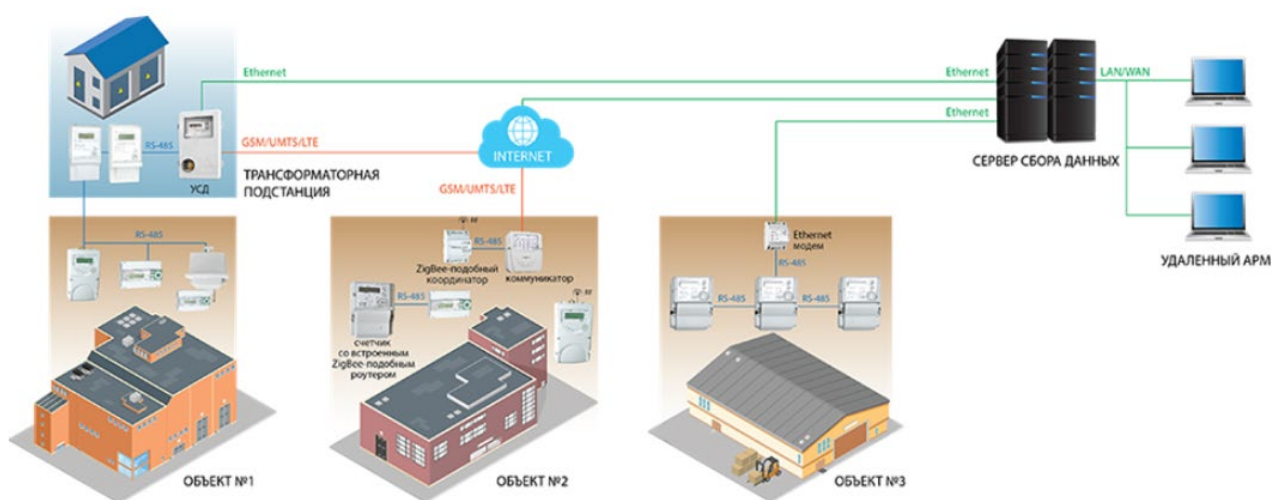 Ethernet
Ethernet
LAN/WAN
Ethernet
RS-485
GSM/UMTS/LTE
INTERNET
УСД
ТРАНСФОРМАТОРНАЯ
ПОДСТАНЦИЯ
СЕРВЕР СБОРА ДАННЫХ
GSM/UMTS/LTE
УДАЛЕННЫЙ АРМ
RS-485
RF
RS-485
ZigBee-подобный
координатор
коммуникатор
Ethernet
модем
RS-485
RS-485
RF
RS-485
RS-485
счетчик
со встроенным
ZigBee-подобным
роутером
ОБЪЕКТ №1
ОБЪЕКТ №2
ОБЪЕКТ №3